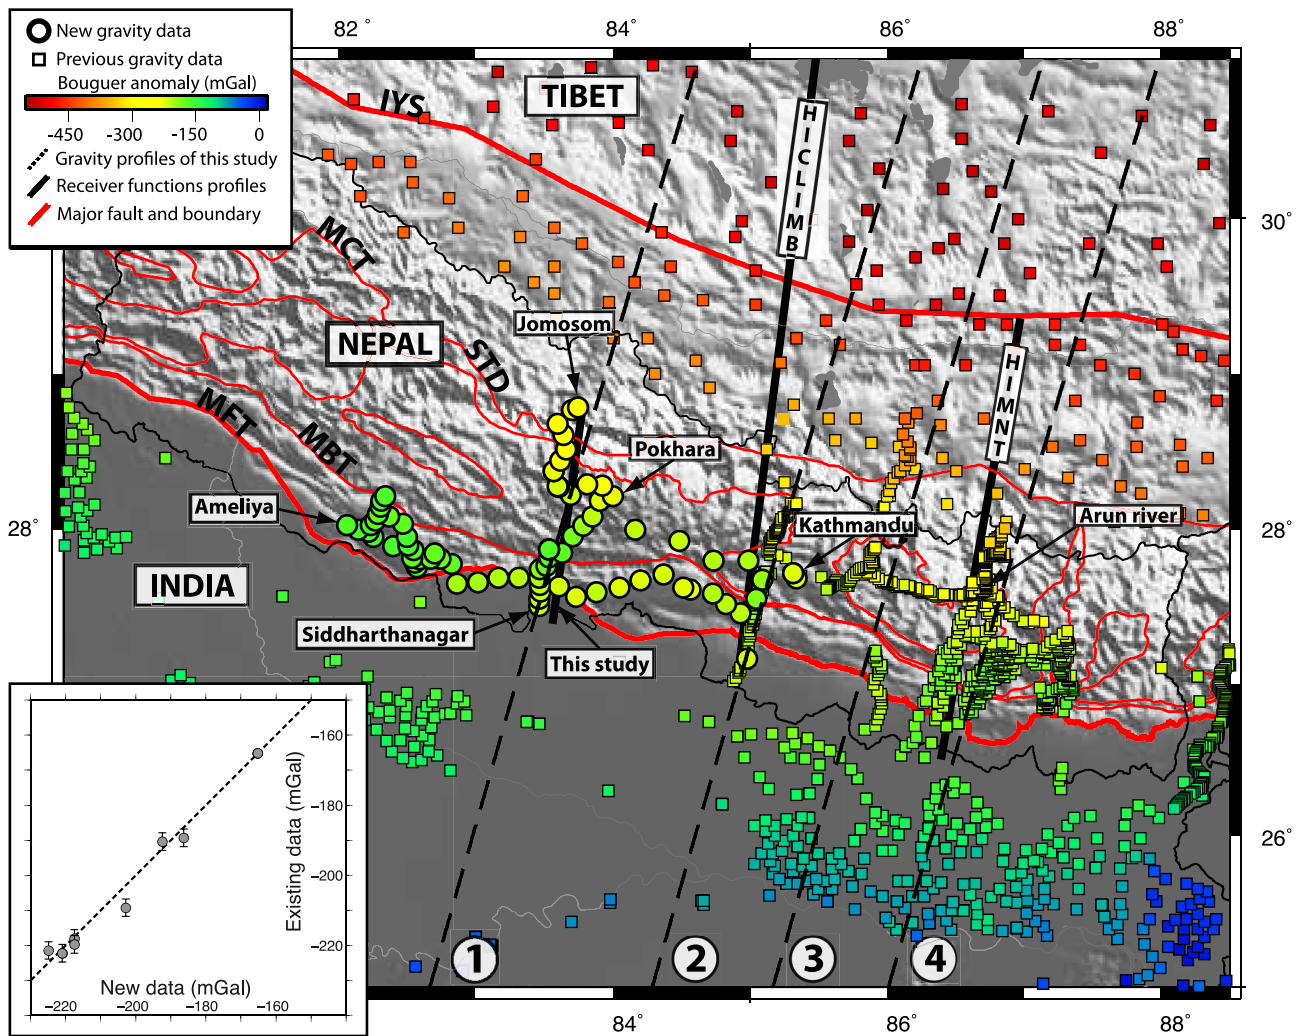 New gravity data
Previous gravity data
Bouguer anomaly (mGal)
-450 -300 -150 0
Gravity profiles of this study
Receiver functions profiles
Major fault and boundary
82° 84° 86° 88°
30°
28°
28°
26°
84° 86° 88°
TIBET
IYS
HICLIMB
MCT
NEPAL
STD
Jomosom
MFT
MBT
HIMNT
Pokhara
Ameliya
Kathmandu
Arun river
INDIA
Siddharthanagar
This study
1 2 3 4
Existing data (mGal)
−160
−180
−200
−220
New data (mGal)
−220 −200 −180 −160